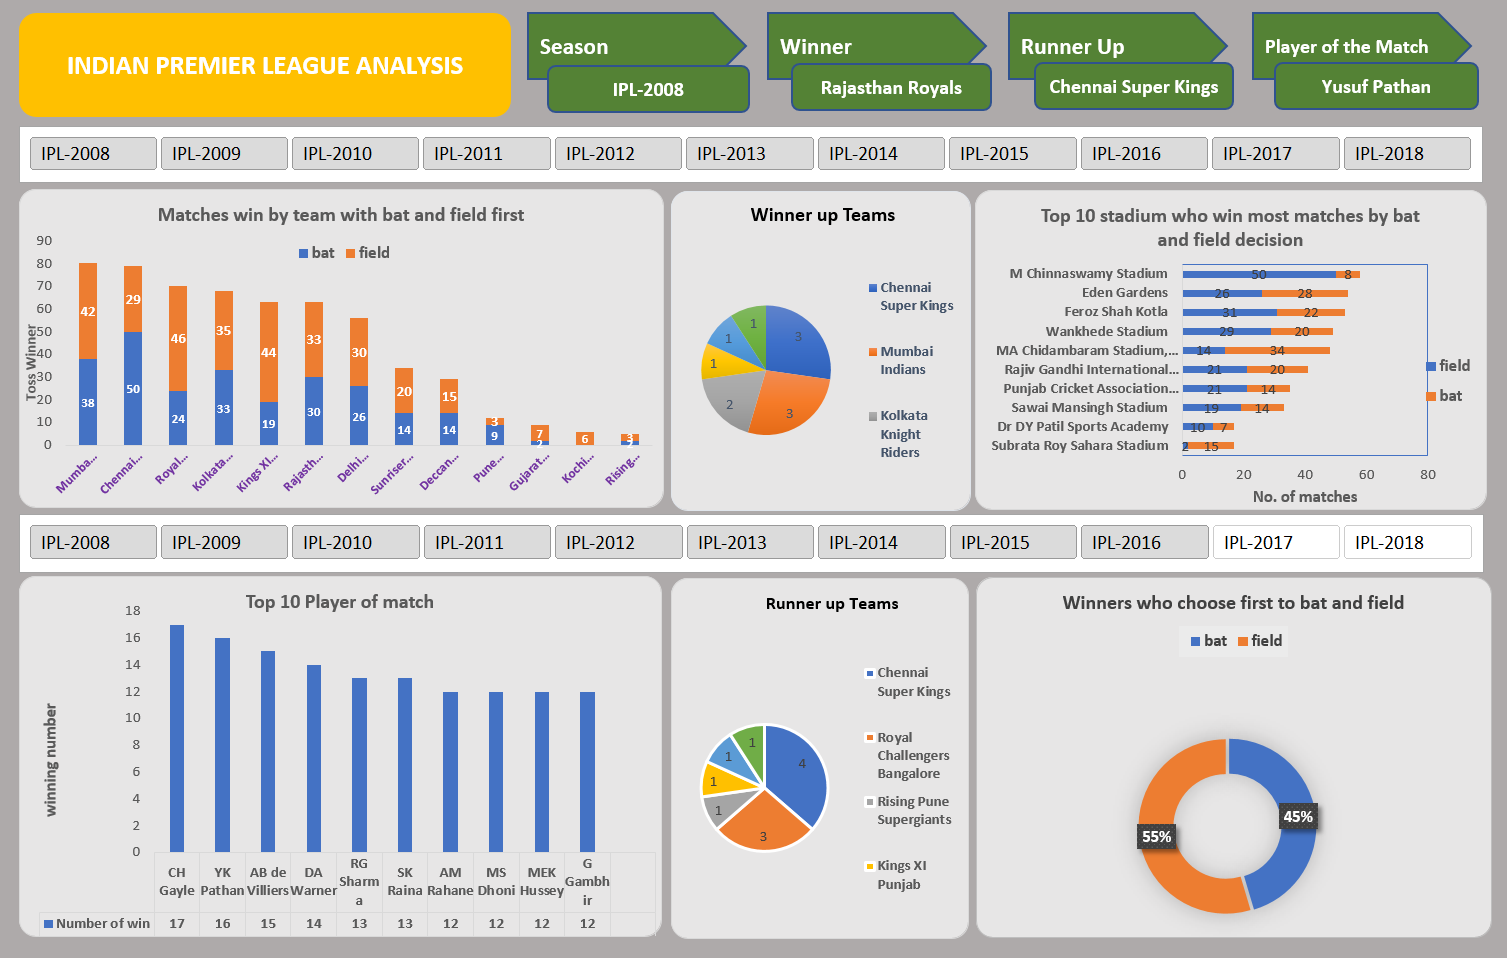 INDIAN PREMIER LEAGUE ANALYSIS
Season
IPL-2008
Winner
Rajasthan Royals
Runner Up
Chennai Super Kings
Player of the Match
Yusuf Pathan
IPL-2008 IPL-2009 IPL-2010 IPL-2011 IPL-2012 IPL-2013 IPL-2014 IPL-2015 IPL-2016 IPL-2017 IPL-2018
Matches win by team with bat and field first
bat field
Toss Winner
90
80
70
60
50
40
30
20
10
0
42 29 46 35 44 33 30 20 15 3 7 6 3
38 50 24 33 19 30 26 14 14 9 2 2
Mumba... Chennai... Royal... Kolkata... Kings XI... Rajasth... Delhi... Sunriser... Deccan... Pune... Gujarat... Kochi... Rising...
Winner up Teams
3
3
2
1
1
1
Chennai
Super Kings
Mumbai
Indians
Kolkata
Knight
Riders
Top 10 stadium who win most matches by bat
and field decision
M Chinnaswamy Stadium 50 8
Eden Gardens 26 28
Feroz Shah Kotla 31 22
Wankhede Stadium 29 20
MA Chidambaram Stadium,... 14 34
Rajiv Gandhi International... 21 20
Punjab Cricket Association... 21 14
Sawai Mansingh Stadium 19 14
Dr DY Patil Sports Academy 10 7
Subrata Roy Sahara Stadium 2 15
0 20 40 60 80
No. of matches
field
bat
IPL-2008 IPL-2009 IPL-2010 IPL-2011 IPL-2012 IPL-2013 IPL-2014 IPL-2015 IPL-2016 IPL-2017 IPL-2018
Top 10 Player of match
winning number
18
16
14
12
10
8
6
4
2
0
CH YK AB de DA RG SK AM MS MEK G
Gayle Pathan Villiers Warner Sharm Raina Rahane Dhoni Hussey Gambh
a ir
Number of win 17 16 15 14 13 13 12 12 12 12
Runner up Teams
4
3
1
1
1
1
Chennai
Super Kings
Royal
Challengers
Bangalore
Rising Pune
Supergiants
Kings XI
Punjab
Winners who choose first to bat and field
bat field
45%
55%